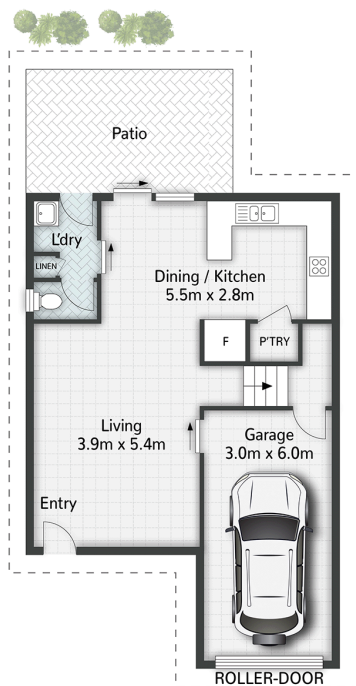 Patio
L'dry
LINEN
Dining / Kitchen
5.5m x 2.8m
F
P'TRY
Living
3.9m x 5.4m
Garage
3.0m x 6.0m
Entry
ROLLER-DOOR